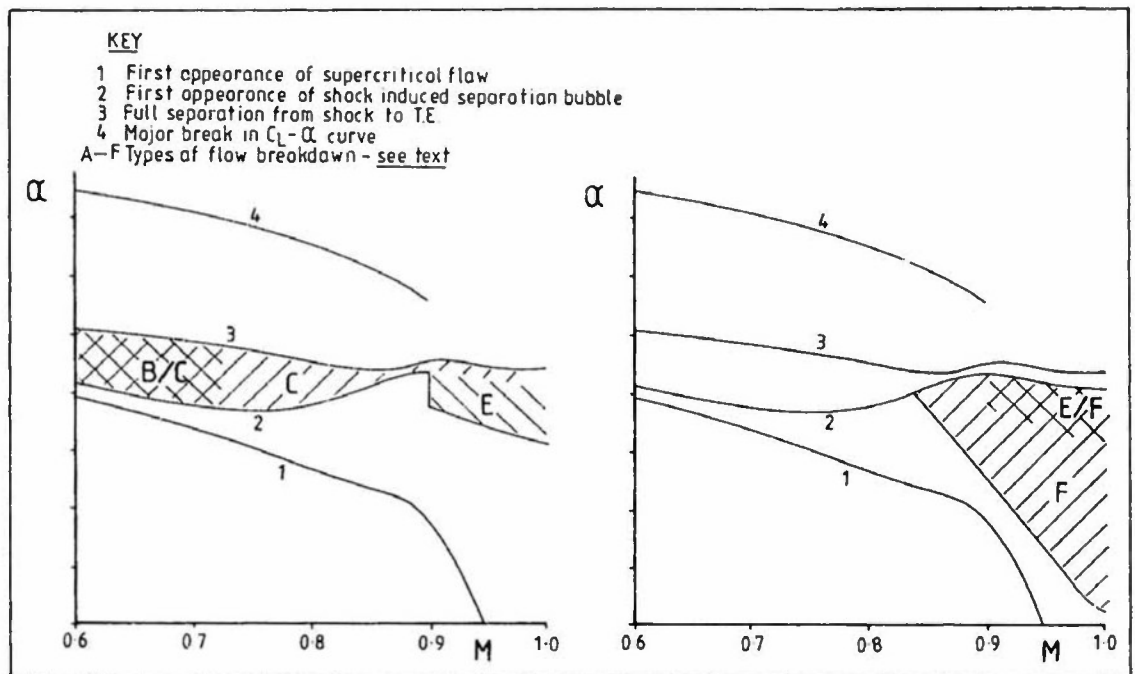 KEY
1 First appearance of supercritical flow
2 First appearance of shock induced separation bubble
3 Full separation from shock to T.E.
4 Major break in CL-α curve
A–F Types of flow breakdown - see text
α
4
3
B/C
C
E
2
1
0·6
0·7
0·8
0·9
M
1·0
α
4
3
2
E/F
F
1
0·6
0·7
0·8
0·9
M
1·0